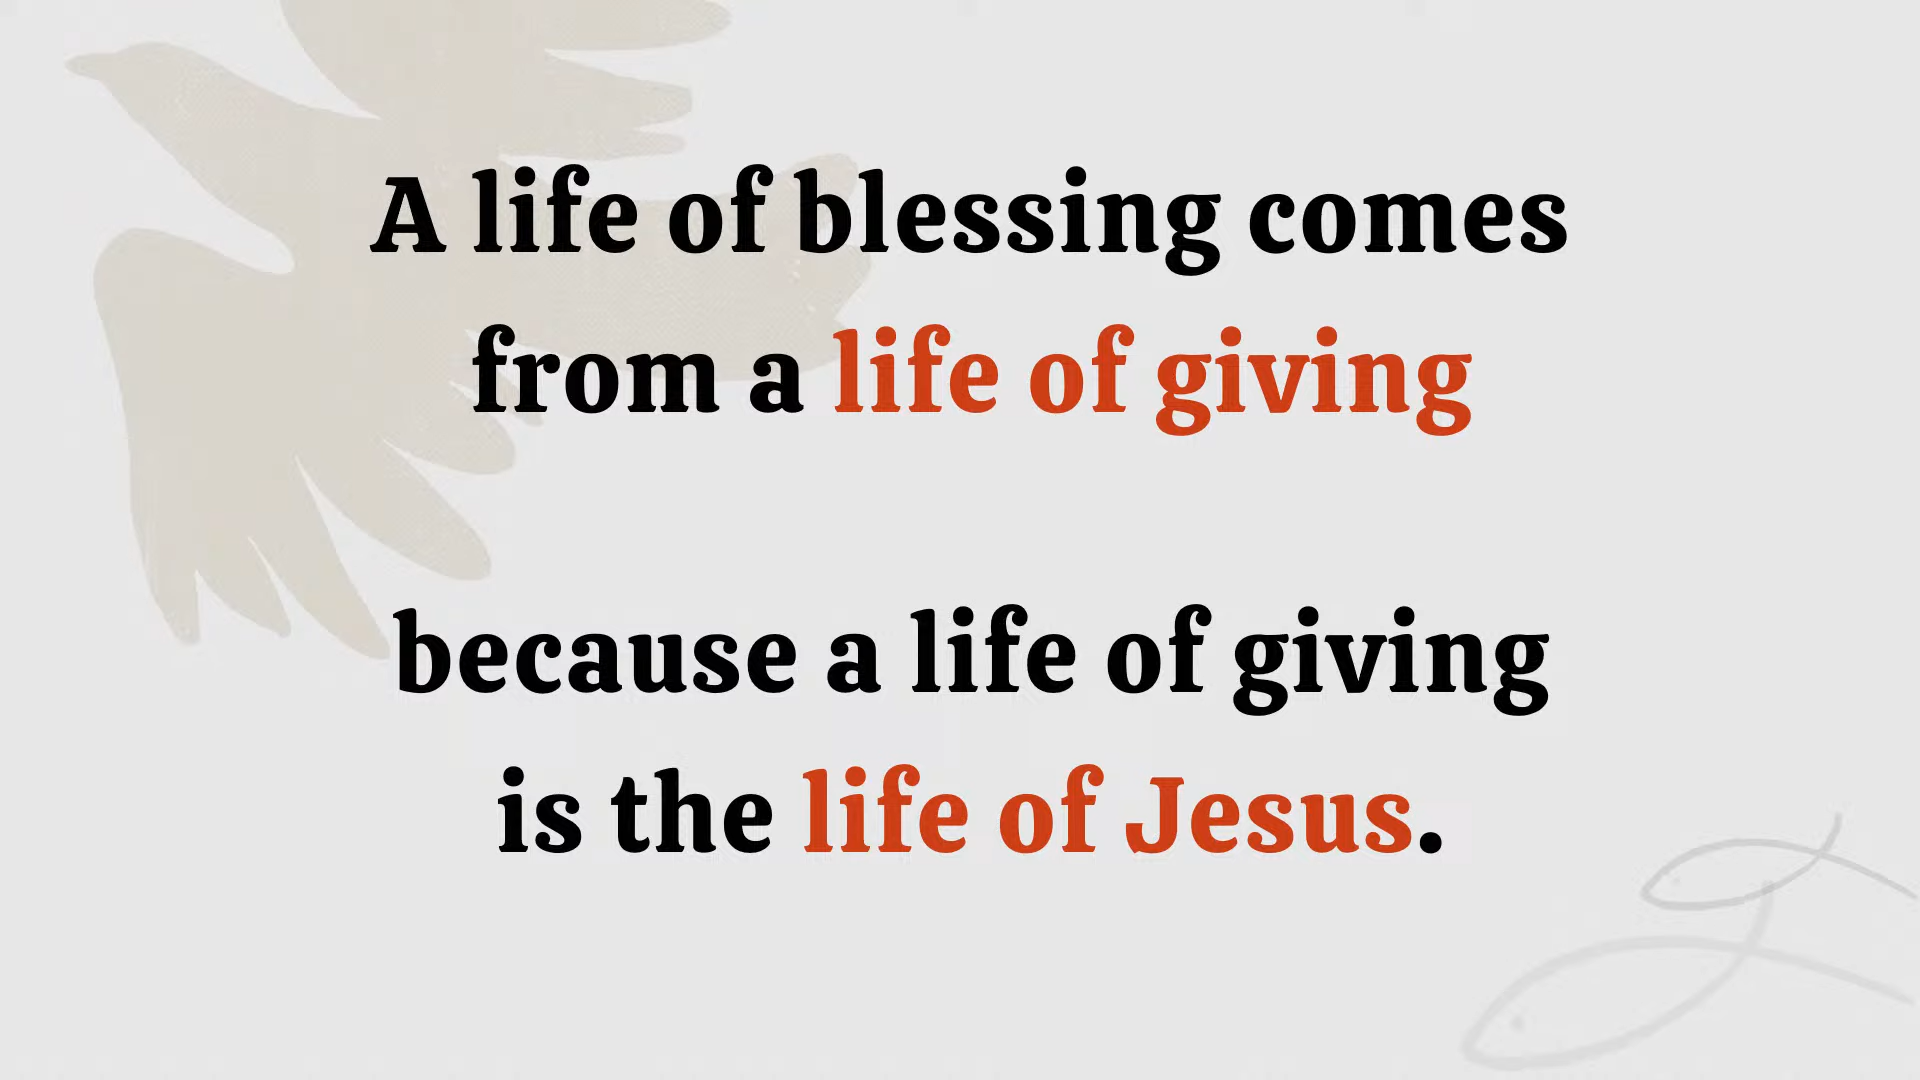 A life of blessing comes
from a life of giving
because a life of giving
is the life of Jesus.